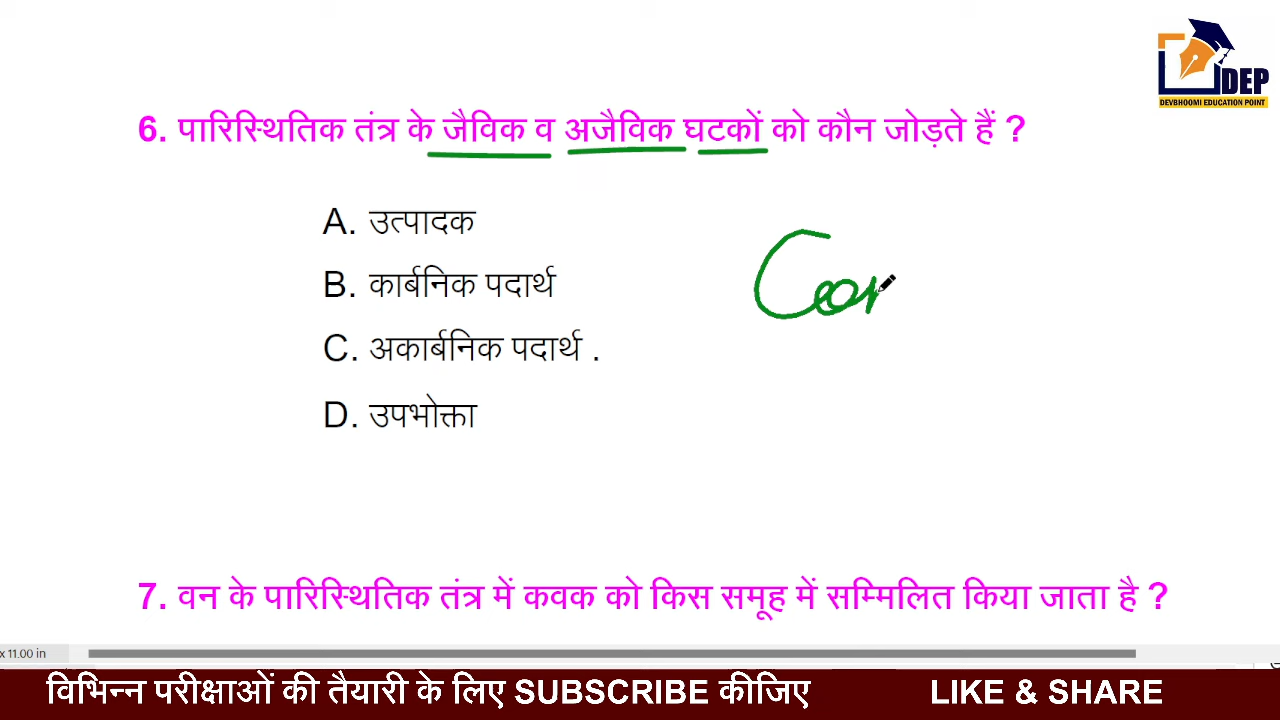 DEP
DEVBHOOMI EDUCATION POINT
6. पारिस्थितिक तंत्र के जैविक व अजैविक घटकों को कौन जोड़ते हैं ?
A. उत्पादक
B. कार्बनिक पदार्थ
C. अकार्बनिक पदार्थ .
D. उपभोक्ता
7. वन के पारिस्थितिक तंत्र में कवक को किस समूह में सम्मिलित किया जाता है ?
x 11.00 in
विभिन्न परीक्षाओं की तैयारी के लिए SUBSCRIBE कीजिए LIKE & SHARE